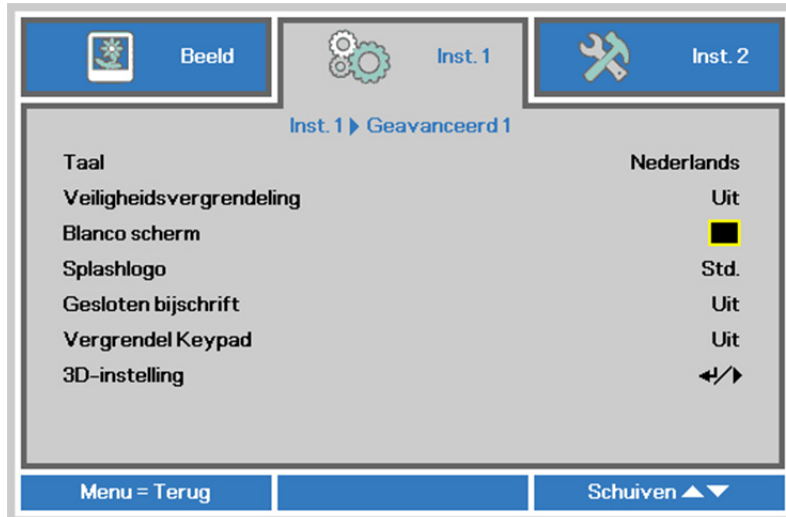 Beeld
Inst. 1
Inst. 2
Inst. 1 Geavanceerd 1
Taal Nederlands
Veiligheidsvergrendeling Uit
Blanco scherm
Splashlogo Std.
Gesloten bijschrift Uit
Vergrendel Keypad Uit
3D-instelling
Menu = Terug
Schuiven